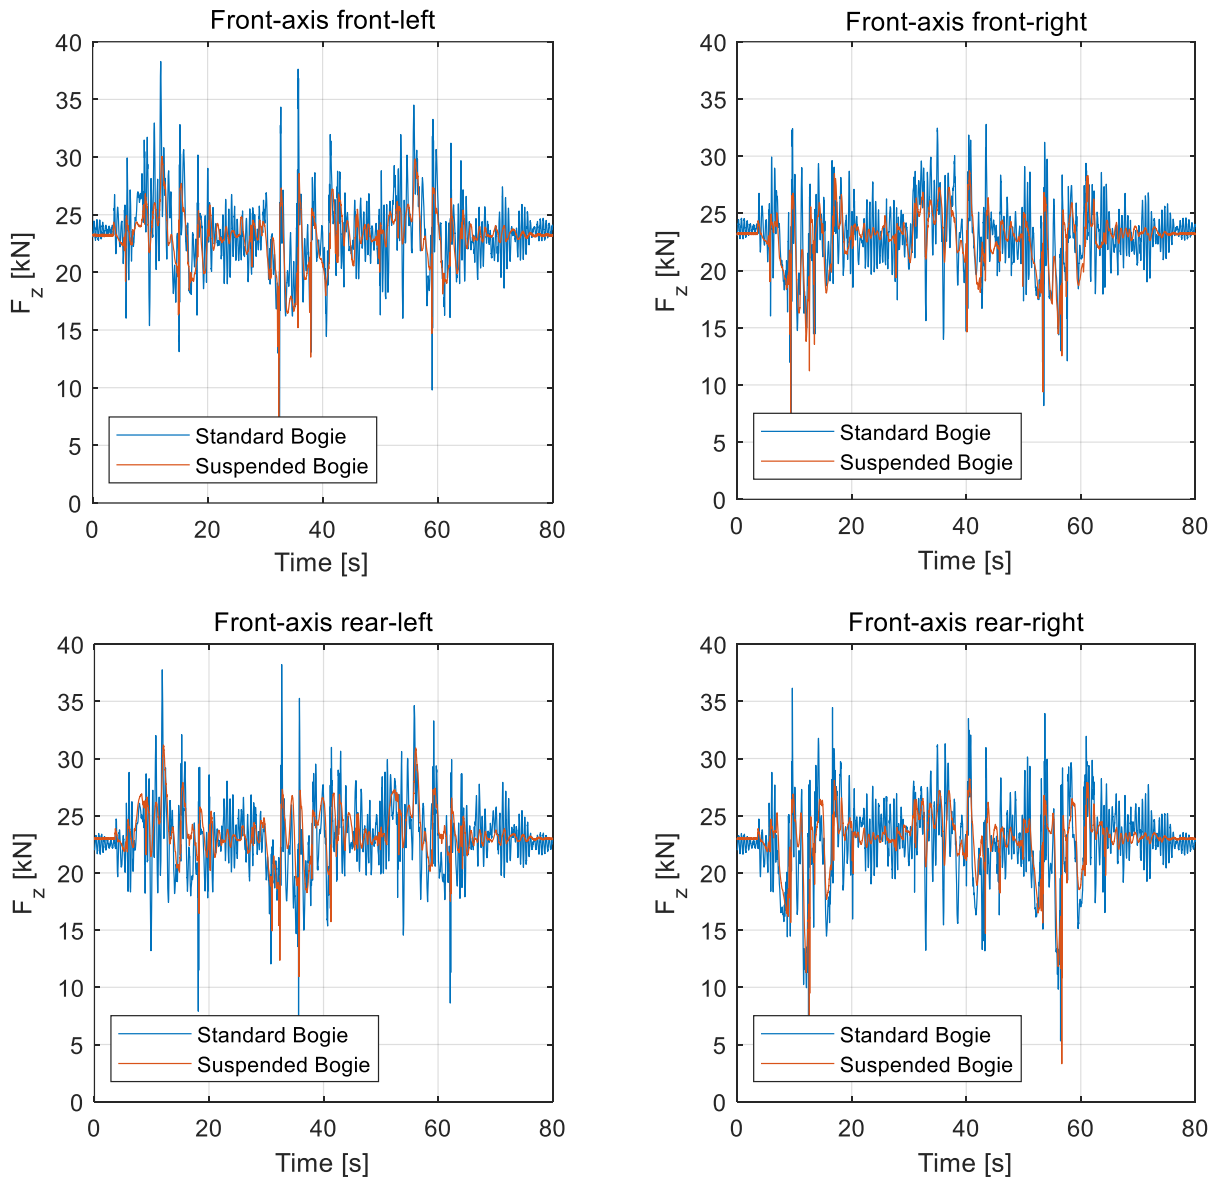 Front-axis front-left
40
35
30
25
20
15
10
5
0
F_z [kN]
Standard Bogie
Suspended Bogie
0 20 40 60 80
Time [s]
Front-axis front-right
40
35
30
25
20
15
10
5
0
F_z [kN]
Standard Bogie
Suspended Bogie
0 20 40 60 80
Time [s]
Front-axis rear-left
40
35
30
25
20
15
10
5
0
F_z [kN]
Standard Bogie
Suspended Bogie
0 20 40 60 80
Time [s]
Front-axis rear-right
40
35
30
25
20
15
10
5
0
F_z [kN]
Standard Bogie
Suspended Bogie
0 20 40 60 80
Time [s]